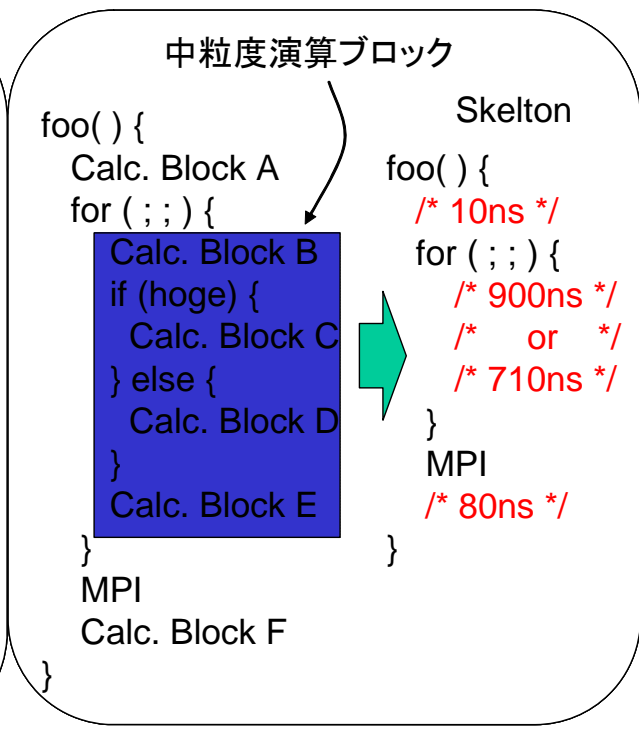 中粒度演算ブロック
foo( ) {
Calc. Block A
for ( ; ; ) {
Calc. Block B
if (hoge) {
Calc. Block C
} else {
Calc. Block D
}
Calc. Block E
}
MPI
Calc. Block F
}
Skelton
foo( ) {
/* 10ns */
for ( ; ; ) {
/* 900ns */
/* or */
/* 710ns */
}
MPI
/* 80ns */
}